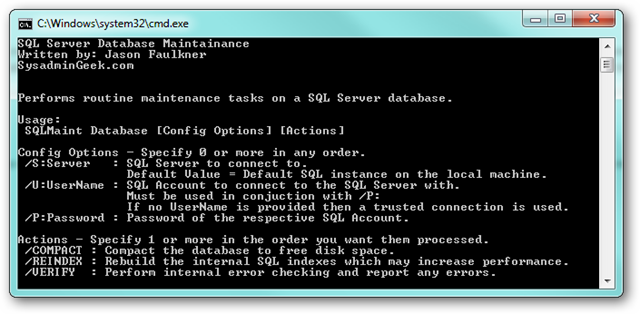 C:\Windows\system32\cmd.exe
SQL Server Database Maintainance
Written by: Jason Faulkner
SysadminGeek.com
Performs routine maintenance tasks on a SQL Server database.
Usage:
SQLMaint Database [Config Options] [Actions]
Config Options - Specify 0 or more in any order.
/S:Server : SQL Server to connect to.
Default Value = Default SQL instance on the local machine.
/U:UserName : SQL Account to connect to the SQL Server with.
Must be used in conjuction with /P:
If no UserName is provided then a trusted connection is used.
/P:Password : Password of the respective SQL Account.
Actions - Specify 1 or more in the order you want them processed.
/COMPACT : Compact the database to free disk space.
/REINDEX : Rebuild the internal SQL indexes which may increase performance.
/VERIFY : Perform internal error checking and report any errors.